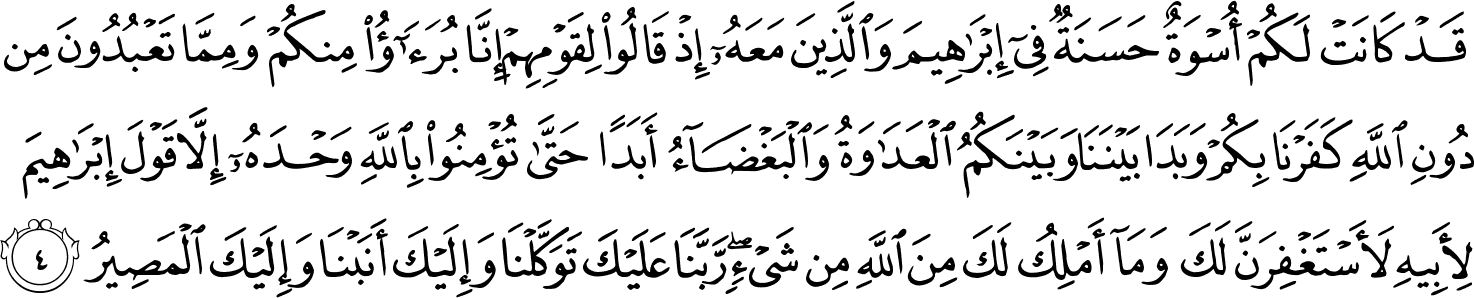 قَدْ كَانَتْ لَكُمْ أُسْوَةٌ حَسَنَةٌ فِىٓ إِبْرَٰهِيمَ وَٱلَّذِينَ مَعَهُۥٓ إِذْ قَالُوا۟ لِقَوْمِهِمْ إِنَّا بُرَءَٰٓؤُا۟ مِنكُمْ وَمِمَّا تَعْبُدُونَ مِن
دُونِ ٱللَّهِ كَفَرْنَا بِكُمْ وَبَدَا بَيْنَنَا وَبَيْنَكُمُ ٱلْعَدَٰوَةُ وَٱلْبَغْضَآءُ أَبَدًا حَتَّىٰ تُؤْمِنُوا۟ بِٱللَّهِ وَحْدَهُۥٓ إِلَّا قَوْلَ إِبْرَٰهِيمَ
لِأَبِيهِ لَأَسْتَغْفِرَنَّ لَكَ وَمَآ أَمْلِكُ لَكَ مِنَ ٱللَّهِ مِن شَىْءٍ ۖ رَّبَّنَا عَلَيْكَ تَوَكَّلْنَا وَإِلَيْكَ أَنَبْنَا وَإِلَيْكَ ٱلْمَصِيرُ ٤